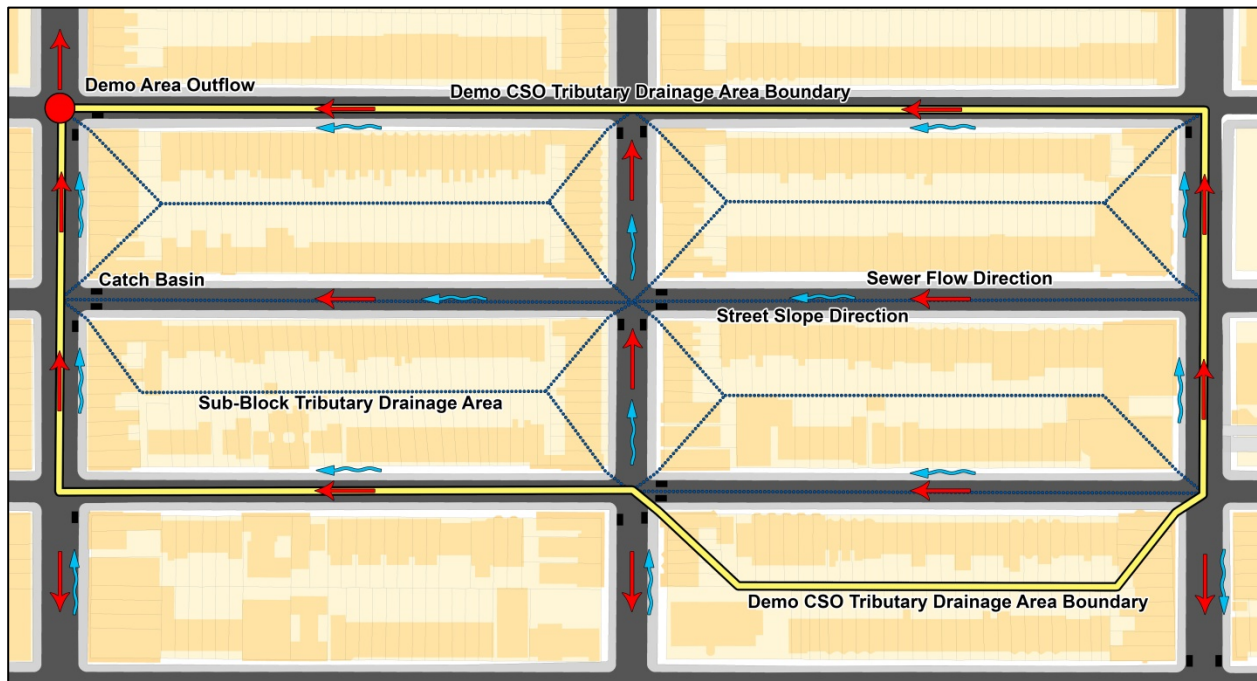 Demo Area Outflow
Demo CSO Tributary Drainage Area Boundary
Catch Basin
Sewer Flow Direction
Street Slope Direction
Sub-Block Tributary Drainage Area
Demo CSO Tributary Drainage Area Boundary